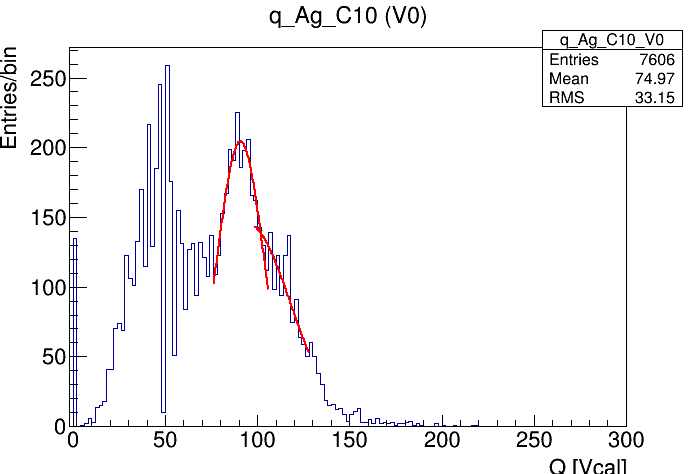 q_Ag_C10 (V0)
q_Ag_C10_V0
Entries 7606
Mean 74.97
RMS 33.15
Entries/bin
250
200
150
100
50
0
0 50 100 150 200 250 300
Q [Vcal]